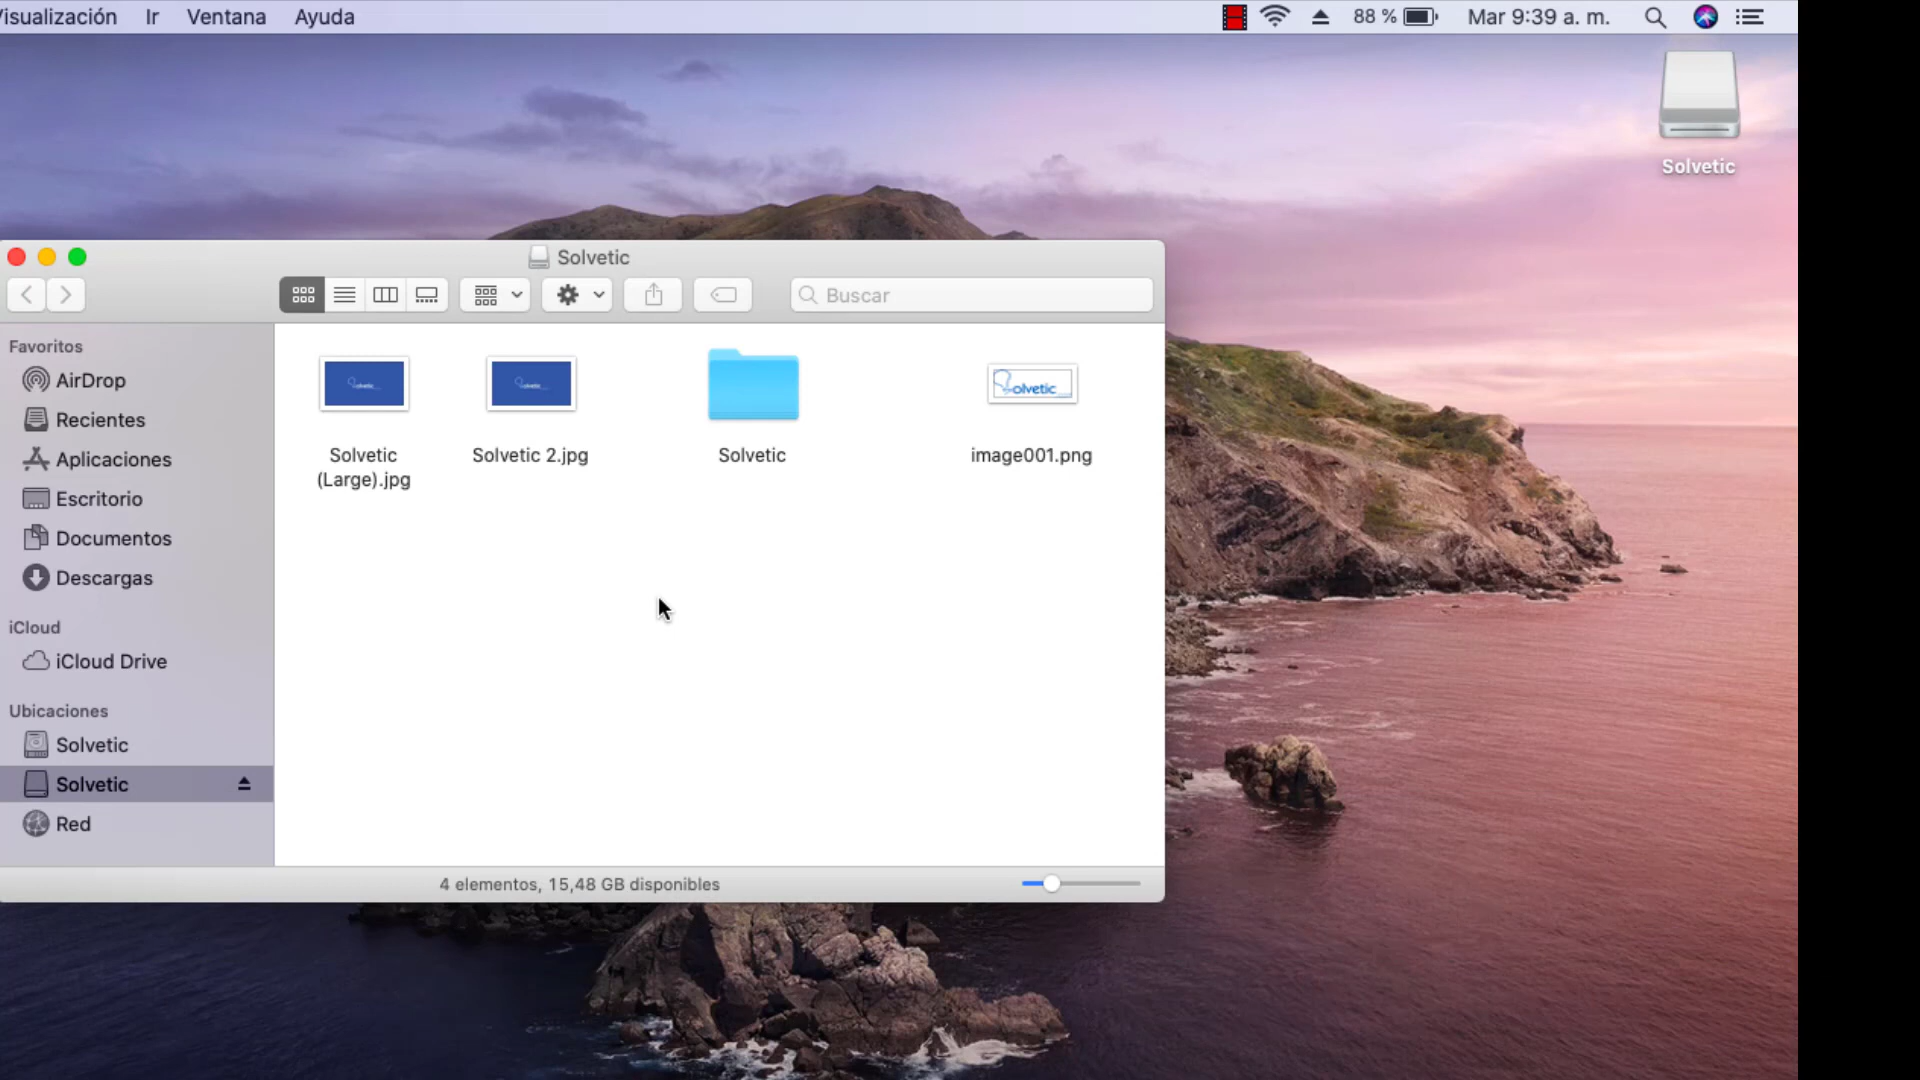 Visualización Ir Ventana Ayuda 88 % Mar 9:39 a. m.
Solvetic
Solvetic
Buscar
Favoritos
AirDrop
Recientes
Aplicaciones
Escritorio
Documentos
Descargas
iCloud
iCloud Drive
Ubicaciones
Solvetic
Solvetic
Red
Solvetic
(Large).jpg
Solvetic 2.jpg
Solvetic
Solvetic
image001.png
4 elementos, 15,48 GB disponibles